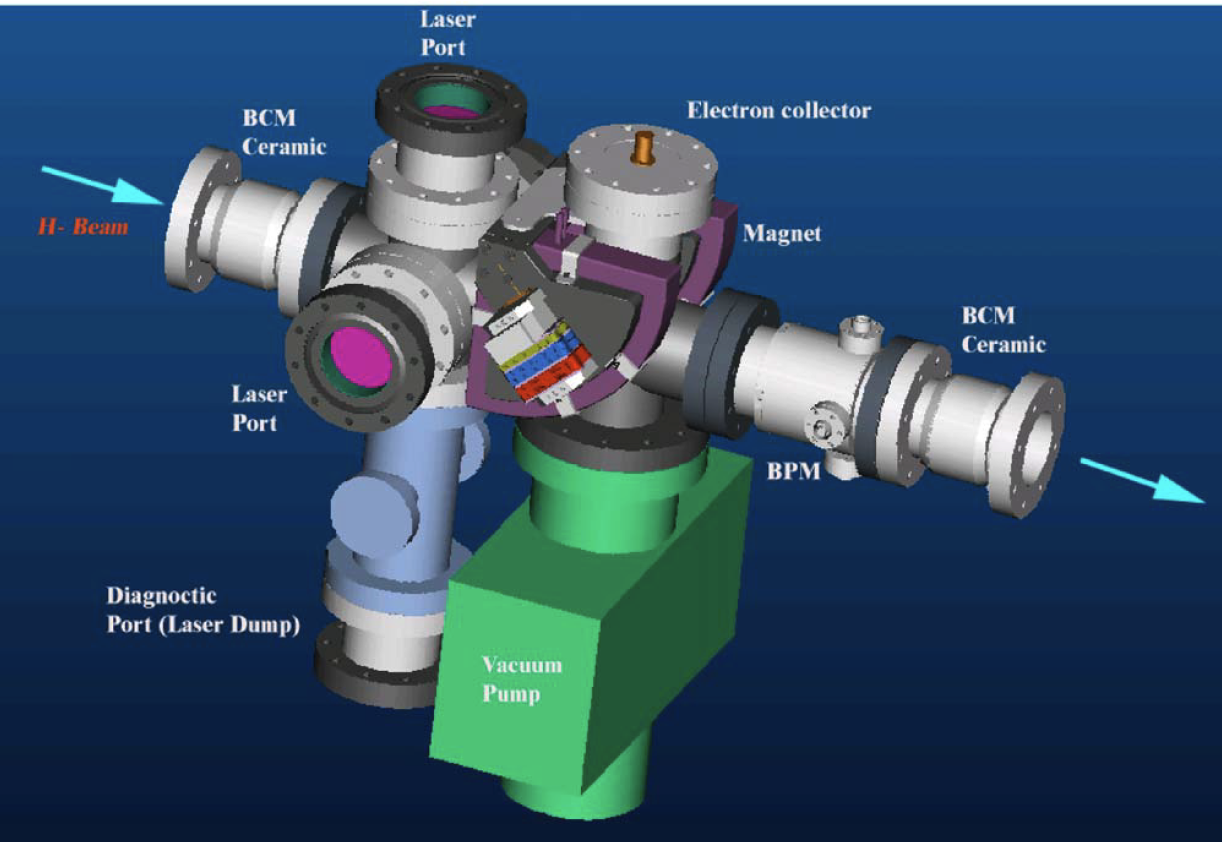 Laser
Port
Electron collector
BCM
Ceramic
H- Beam
Magnet
BCM
Ceramic
Laser
Port
BPM
Diagnoctic
Port (Laser Dump)
Vacuum
Pump